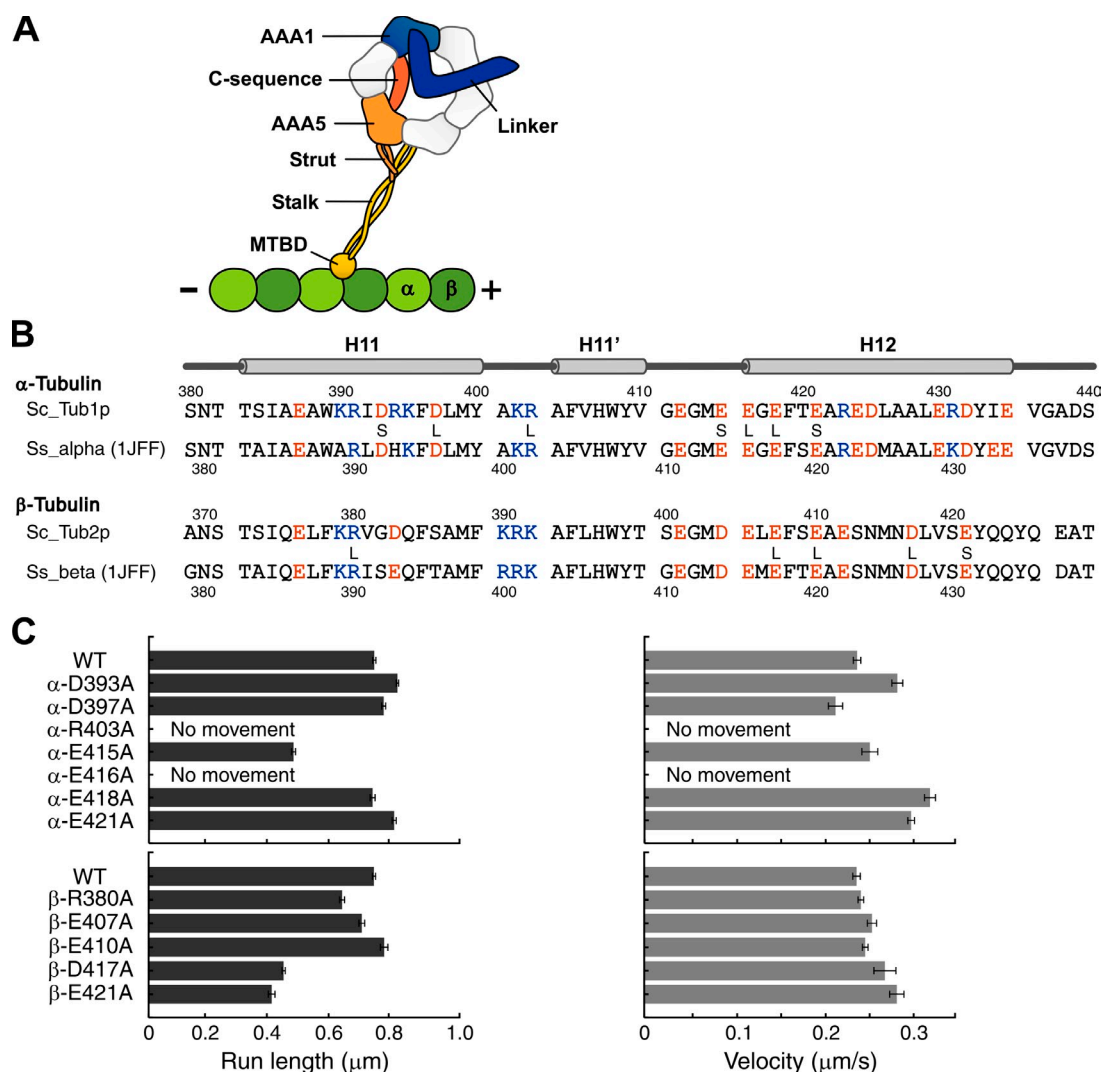 A
AAA1
C-sequence
AAA5
Linker
Strut
Stalk
MTBD
− α β +
B
H11 H11' H12
α-Tubulin
380 390 400 420 430 440
Sc_Tub1p SNT TSIAEAWKRIDRKFDLMY AKR AFVHWYV GEGME EGEFTEAREDLAALERDYIE VGADS
S L L S L L S
Ss_alpha (1JFF) SNT TSIAEAWARLDHKFDLMY AKR AFVHWYV GEGME EGEFSEAREDMAALEKDYEE VGVDS
380 390 400 410 420 430
β-Tubulin
370 380 390 400 410 420
Sc_Tub2p ANS TSIQELFKRVGDQFSAMF KRK AFLHWYT SEGMD ELEFSEAESNMNDLVSEYQQYQ EAT
L L L L S
Ss_beta (1JFF) GNS TAIQELFKRISEQFTAMF RRK AFLHWYT GEGMD EMEFTEAESNMNDLVSEYQQYQ DAT
380 390 400 410 420 430
C
WT
α-D393A
α-D397A
α-R403A No movement No movement
α-E415A
α-E416A No movement No movement
α-E418A
α-E421A
WT
β-R380A
β-E407A
β-E410A
β-D417A
β-E421A
0 0.2 0.4 0.6 0.8 1.0 0 0.1 0.2 0.3
Run length (μm) Velocity (μm/s)